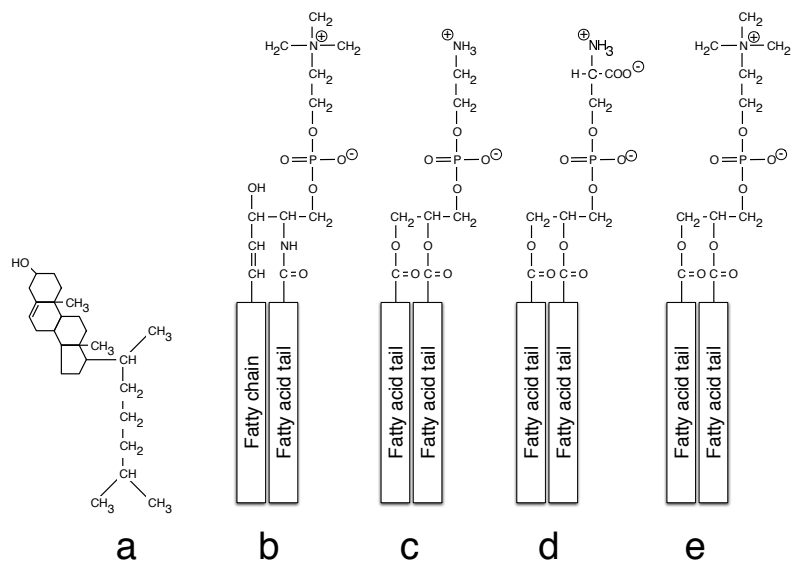 HO
CH₃
CH₃
CH₃
CH
CH₂
CH₂
CH₂
CH
CH₃ CH₃
a
CH₂
⊕
H₂C—N—CH₂
CH₂
CH₂
O
O=P—O⊖
O
OH
CH—CH—CH₂
CH NH
CH C=O
Fatty chain
Fatty acid tail
b
⊕
NH₃
CH₂
CH₂
O
O=P—O⊖
O
CH₂—CH—CH₂
O O
C=O C=O
Fatty acid tail
Fatty acid tail
c
⊕
NH₃
H-C-COO⊖
CH₂
O
O=P—O⊖
O
CH₂—CH—CH₂
O O
C=O C=O
Fatty acid tail
Fatty acid tail
d
CH₂
⊕
H₂C—N—CH₂
CH₂
CH₂
O
O=P—O⊖
O
CH₂—CH—CH₂
O O
C=O C=O
Fatty acid tail
Fatty acid tail
e